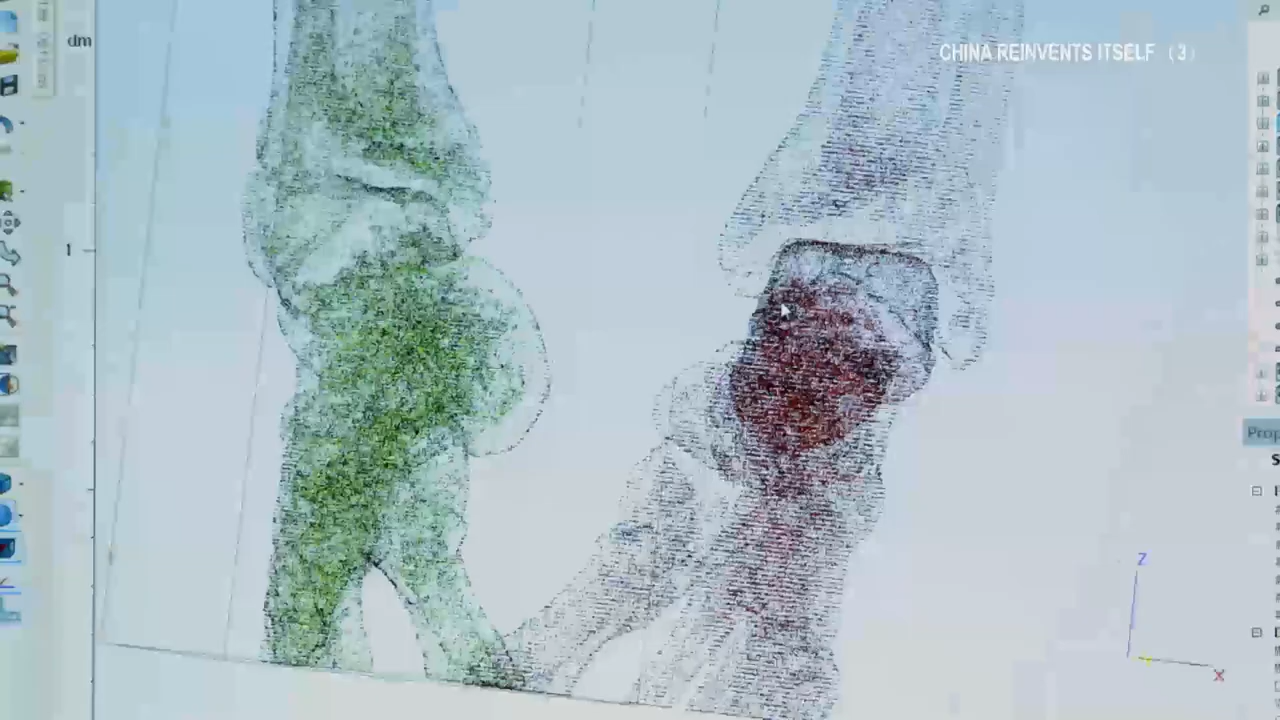 CHINA REINVENTS ITSELF (3)
dm
1
Prop
Z
X